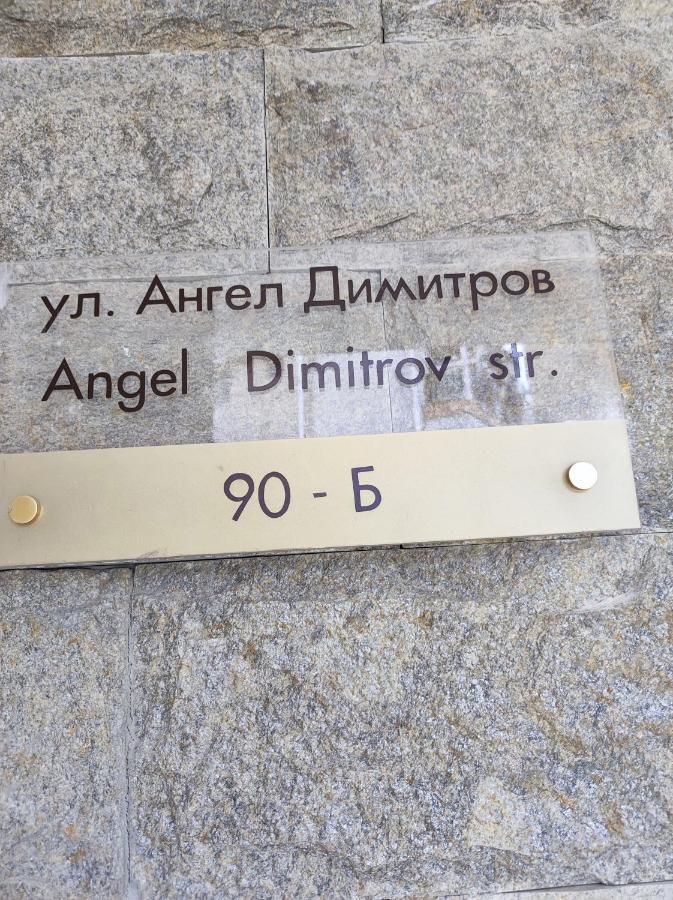 ул. Ангел Димитров
Angel Dimitrov str.
90 - Б